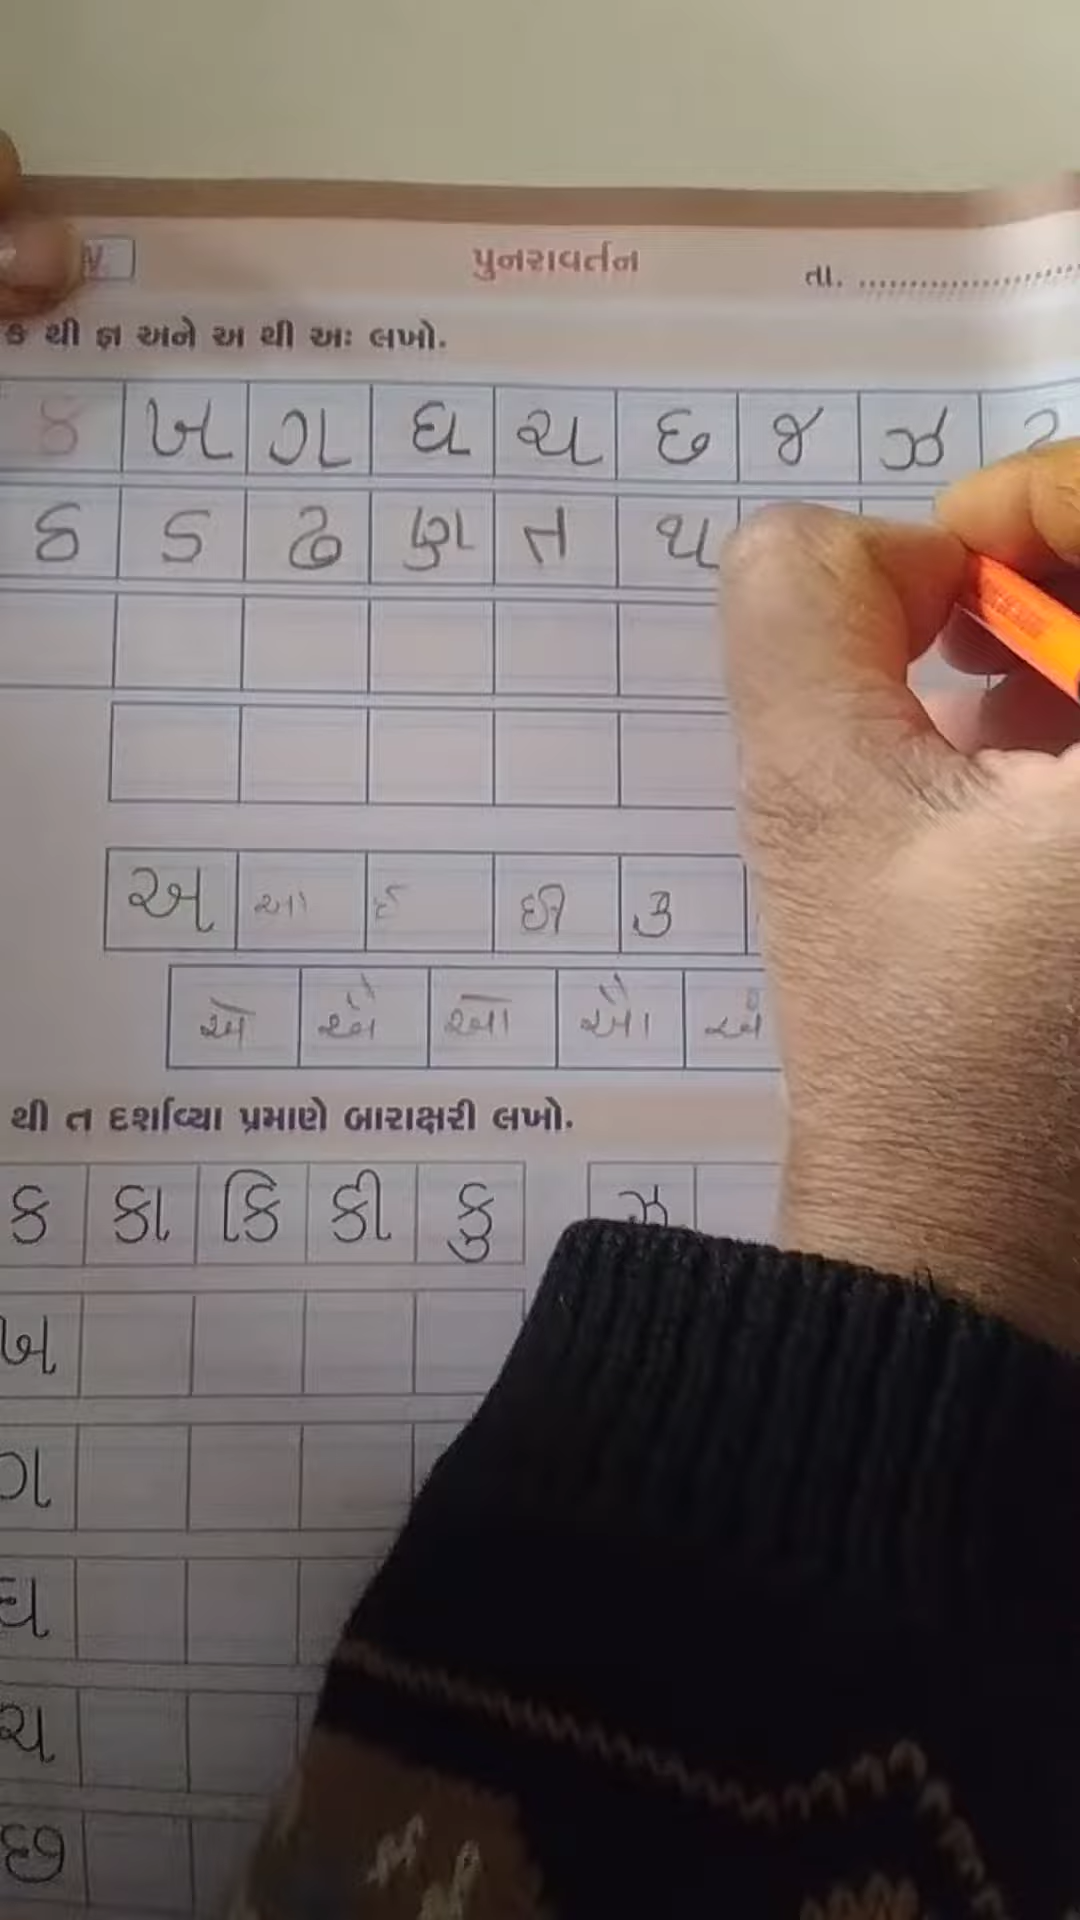 પુનરાવર્તન
તા. ....................
ક થી જ્ઞ અને અ થી અઃ લખો.
ક ખ ગ ઘ ચ છ જ ઝ ટ
ઠ ડ ઢ ણ ત થ
અ આ ઈ ઉ
એ ઐ ઓ ઔ અં
થી ત દર્શાવ્યા પ્રમાણે બારાક્ષરી લખો.
ક કા કિ કી કુ ઝ
ખ
ગ
ઘ
ચ
છ